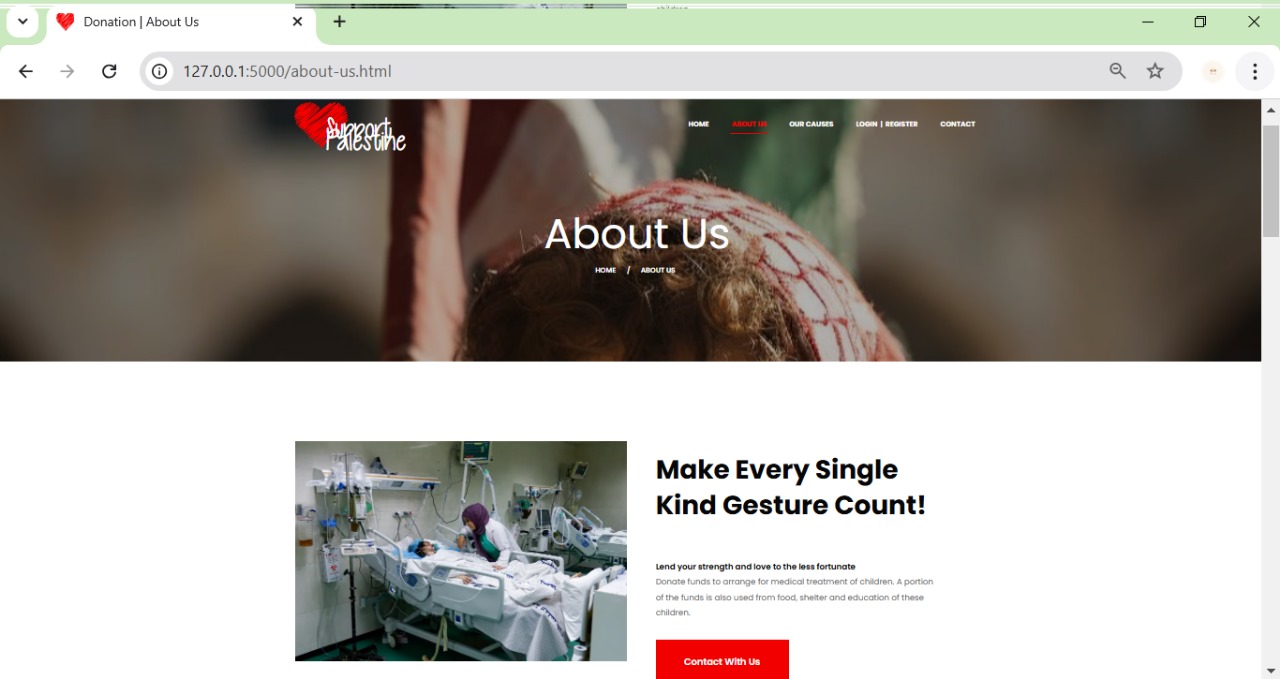 children.
Donation | About Us
127.0.0.1:5000/about-us.html
Support
Palestine
HOME
ABOUT US
OUR CAUSES
LOGIN | REGISTER
CONTACT
About Us
HOME / ABOUT US
Make Every Single
Kind Gesture Count!
Lend your strength and love to the less fortunate
Donate funds to arrange for medical treatment of children. A portion
of the funds is also used from food, shelter and education of these
children.
Contact With Us